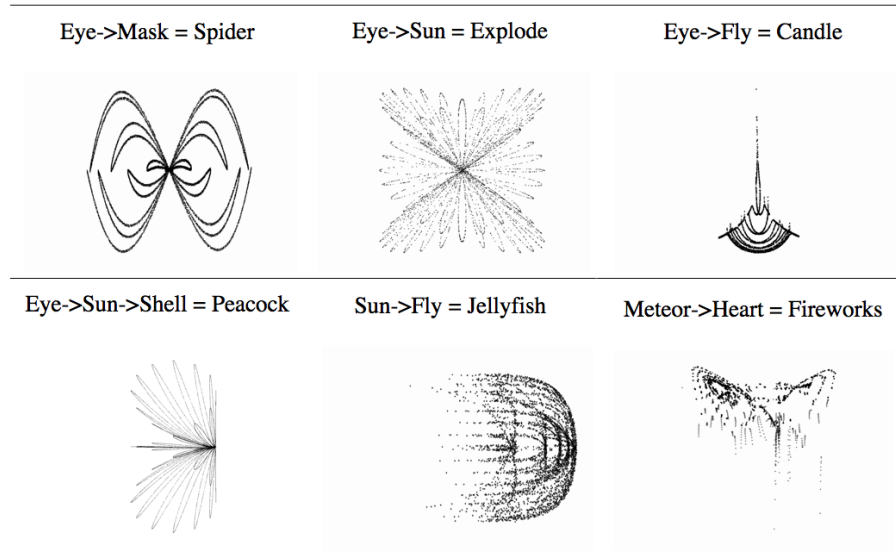 Eye->Mask = Spider
Eye->Sun = Explode
Eye->Fly = Candle
Eye->Sun->Shell = Peacock
Sun->Fly = Jellyfish
Meteor->Heart = Fireworks